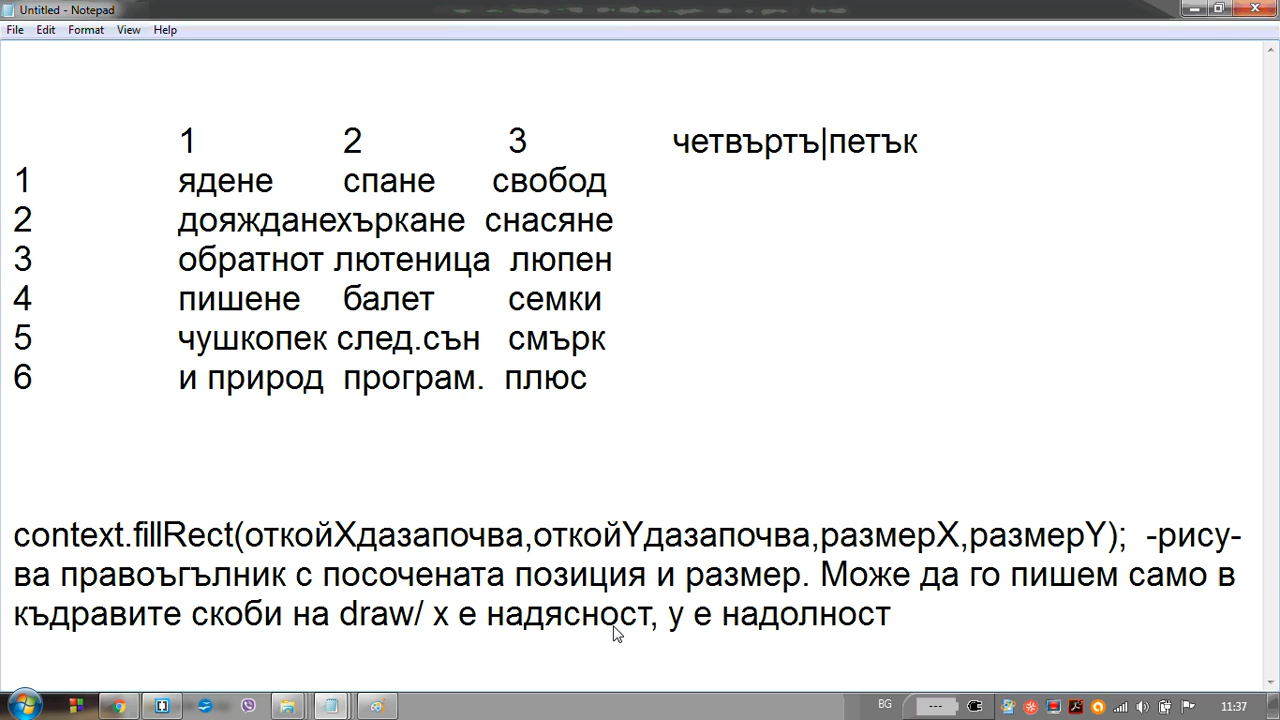 Untitled - Notepad
File Edit Format View Help
1 2 3 четвъртъ|петък
1 ядене спане свобод
2 дояжданехъркане снасяне
3 обратнот лютеница люпен
4 пишене балет семки
5 чушкопек след.сън смърк
6 и природ програм. плюс
context.fillRect(откойXдазапочва,откойYдазапочва,размерX,размерY); -рису-
ва правоъгълник с посочената позиция и размер. Може да го пишем само в
къдравите скоби на draw/ x е надясност, y е надолност
BG --- 11:37